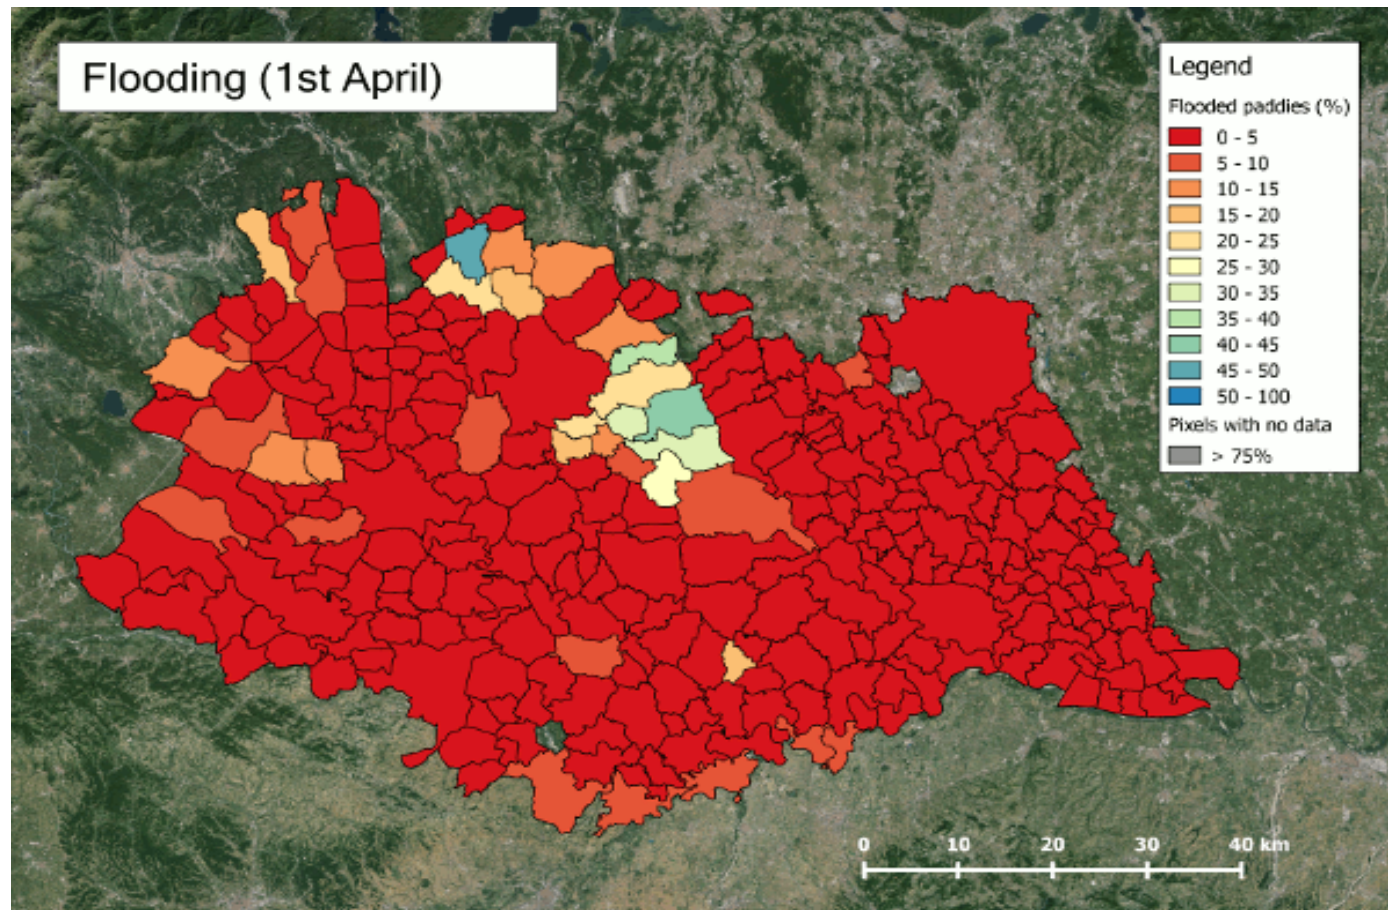 Flooding (1st April)
Legend
Flooded paddies (%)
0 - 5
5 - 10
10 - 15
15 - 20
20 - 25
25 - 30
30 - 35
35 - 40
40 - 45
45 - 50
50 - 100
Pixels with no data
> 75%
0 10 20 30 40 km